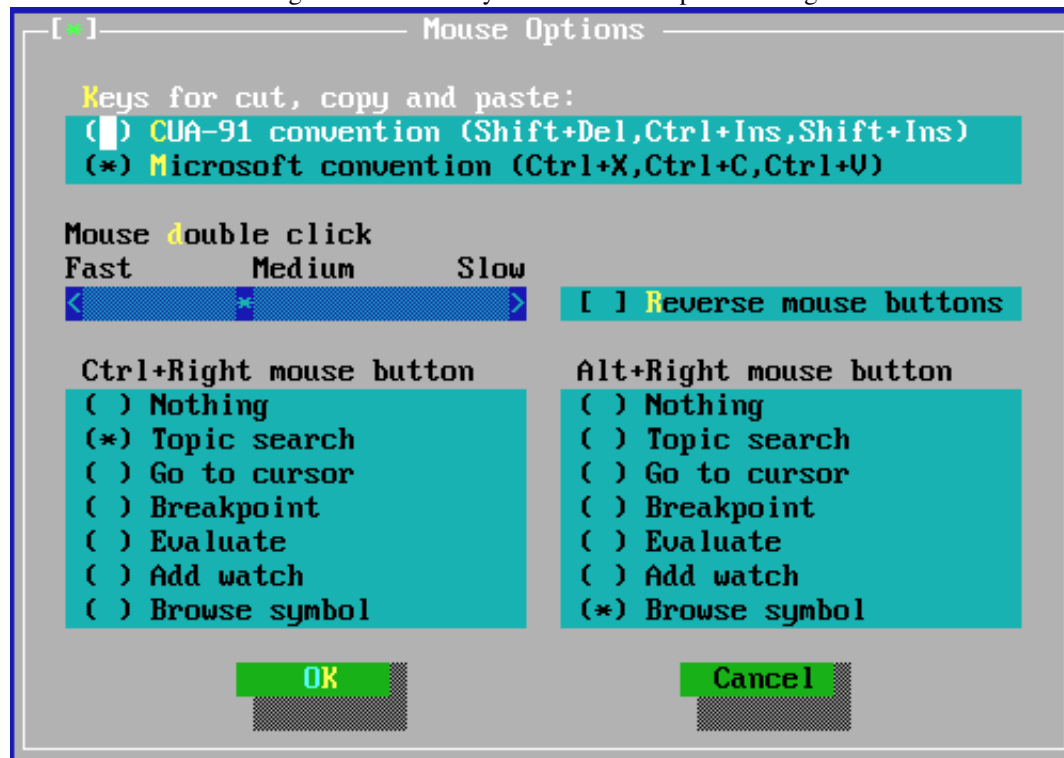 [*] Mouse Options
Keys for cut, copy and paste:
( ) CUA-91 convention (Shift+Del,Ctrl+Ins,Shift+Ins)
(*) Microsoft convention (Ctrl+X,Ctrl+C,Ctrl+V)
Mouse double click
Fast Medium Slow
< * > [ ] Reverse mouse buttons
Ctrl+Right mouse button Alt+Right mouse button
( ) Nothing ( ) Nothing
(*) Topic search ( ) Topic search
( ) Go to cursor ( ) Go to cursor
( ) Breakpoint ( ) Breakpoint
( ) Evaluate ( ) Evaluate
( ) Add watch ( ) Add watch
( ) Browse symbol (*) Browse symbol
OK Cancel